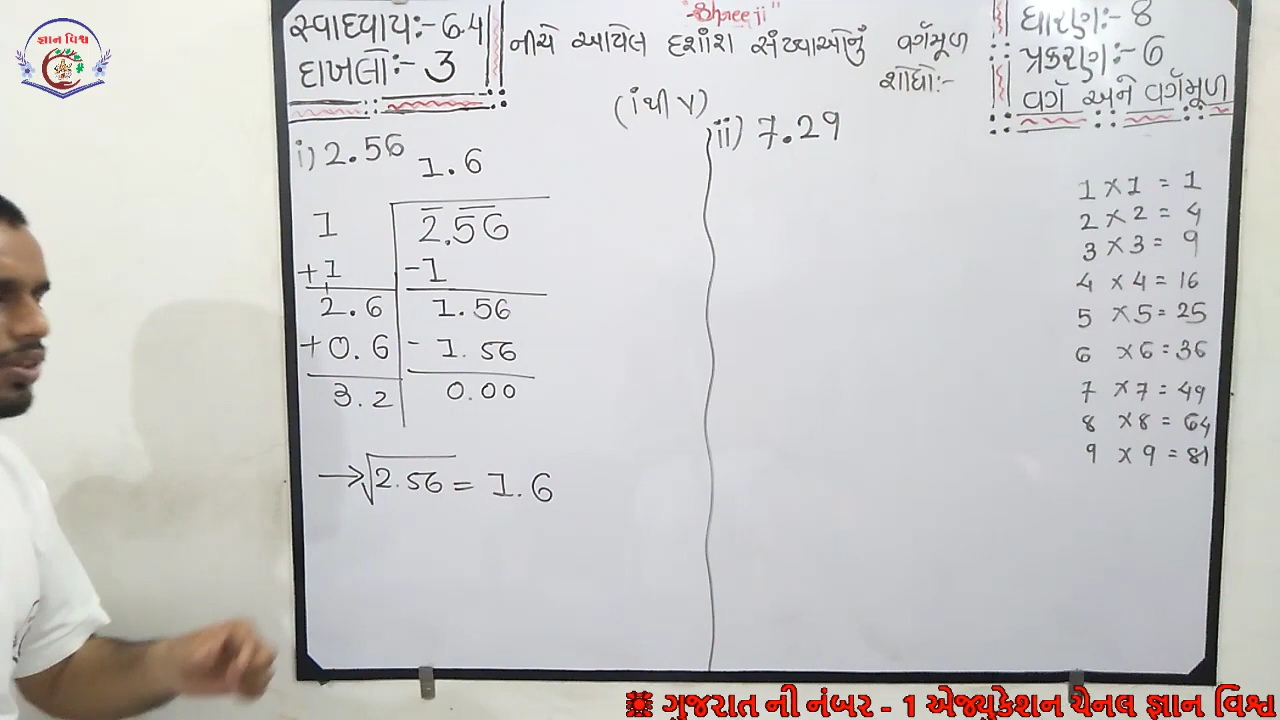 જ્ઞાન વિશ્વ
"Shreeji"
સ્વાધ્યાય:- 6.4
દાખલો:- 3
નીચે આપેલ દશાંશ સંખ્યાઓનું વર્ગમૂળ
શોધો:-
(i થી v)
ધોરણ:- 8
પ્રકરણ:- 6
વર્ગ અને વર્ગમૂળ
i) 2.56
1.6
1 2.56
+1 -1
2.6 1.56
+0.6 - 1.56
3.2 0.00
→√2.56 = 1.6
ii) 7.29
1 × 1 = 1
2 × 2 = 4
3 × 3 = 9
4 × 4 = 16
5 × 5 = 25
6 × 6 = 36
7 × 7 = 49
8 × 8 = 64
9 × 9 = 81
ગુજરાત ની નંબર - 1 એજ્યુકેશન ચેનલ જ્ઞાન વિશ્વ